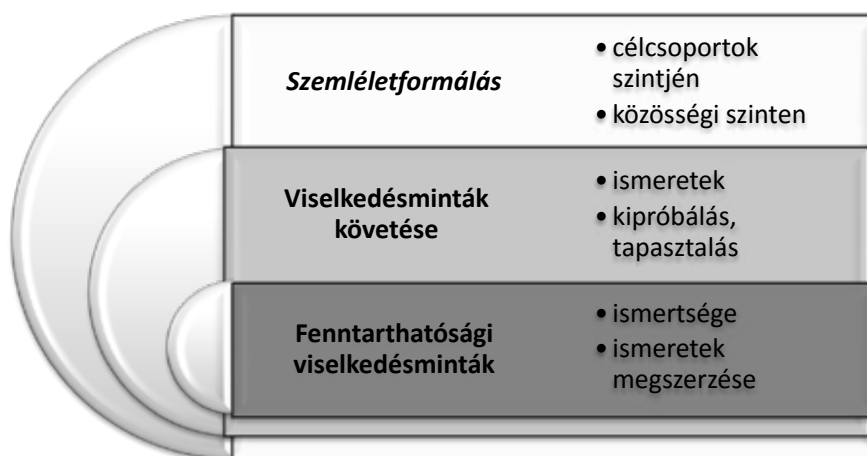 Szemléletformálás
• célcsoportok
szintjén
• közösségi szinten
Viselkedésminták
követése
• ismeretek
• kipróbálás,
tapasztalás
Fenntarthatósági
viselkedésminták
• ismertsége
• ismeretek
megszerzése